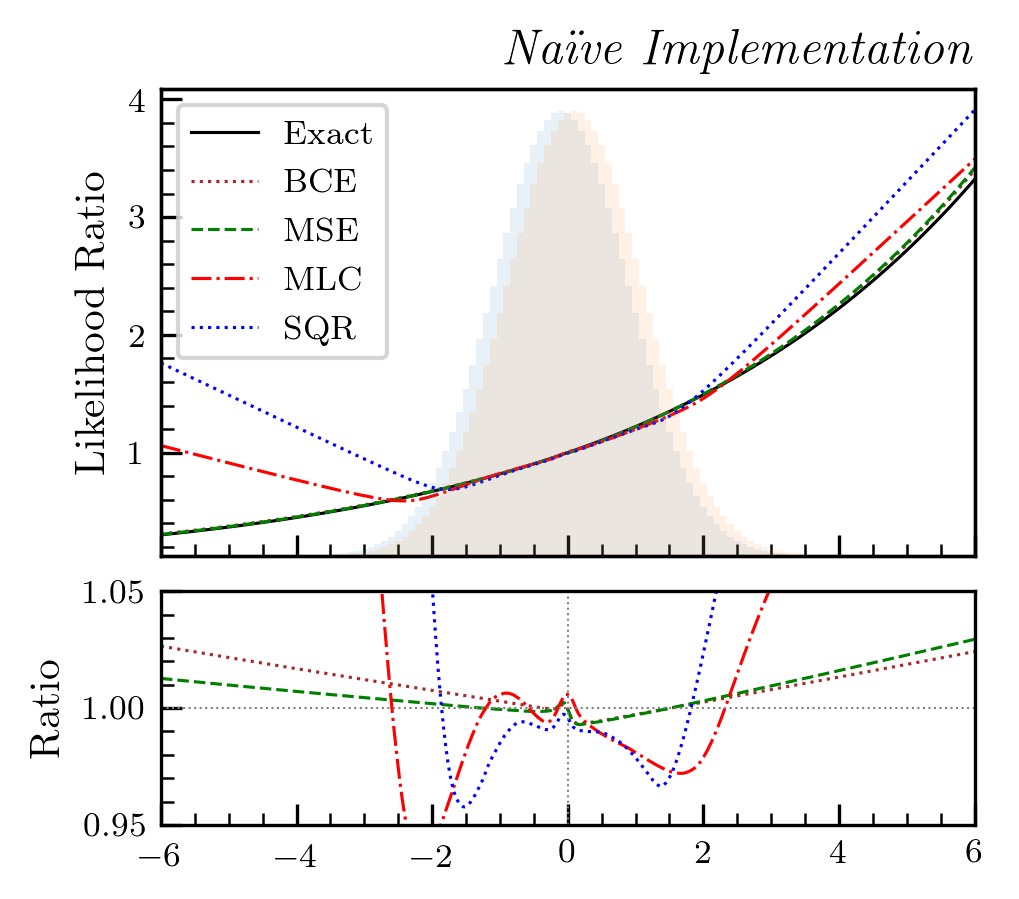 Naïve Implementation
Likelihood Ratio
4
3
2
1
Exact
BCE
MSE
MLC
SQR
Ratio
1.05
1.00
0.95
−6
−4
−2
0
2
4
6